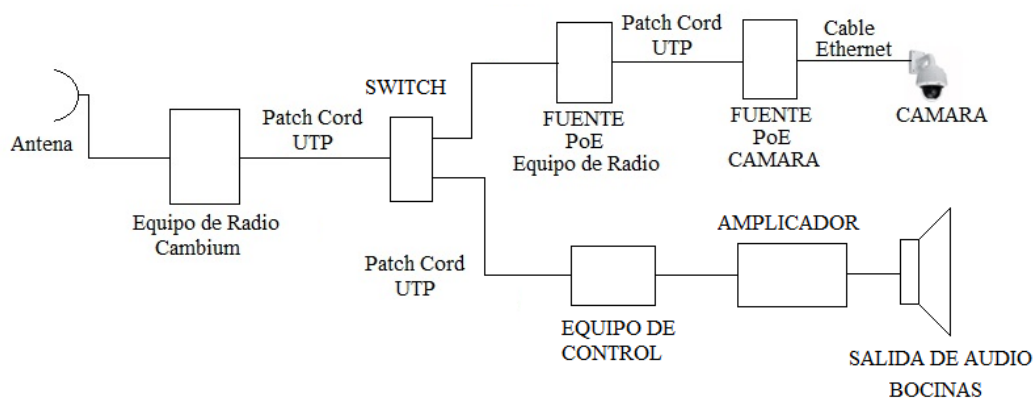 Antena
Equipo de Radio
Cambium
Patch Cord
UTP
SWITCH
Patch Cord
UTP
FUENTE
PoE
Equipo de Radio
Patch Cord
UTP
FUENTE
PoE
CAMARA
Cable
Ethernet
CAMARA
EQUIPO DE
CONTROL
AMPLICADOR
SALIDA DE AUDIO
BOCINAS